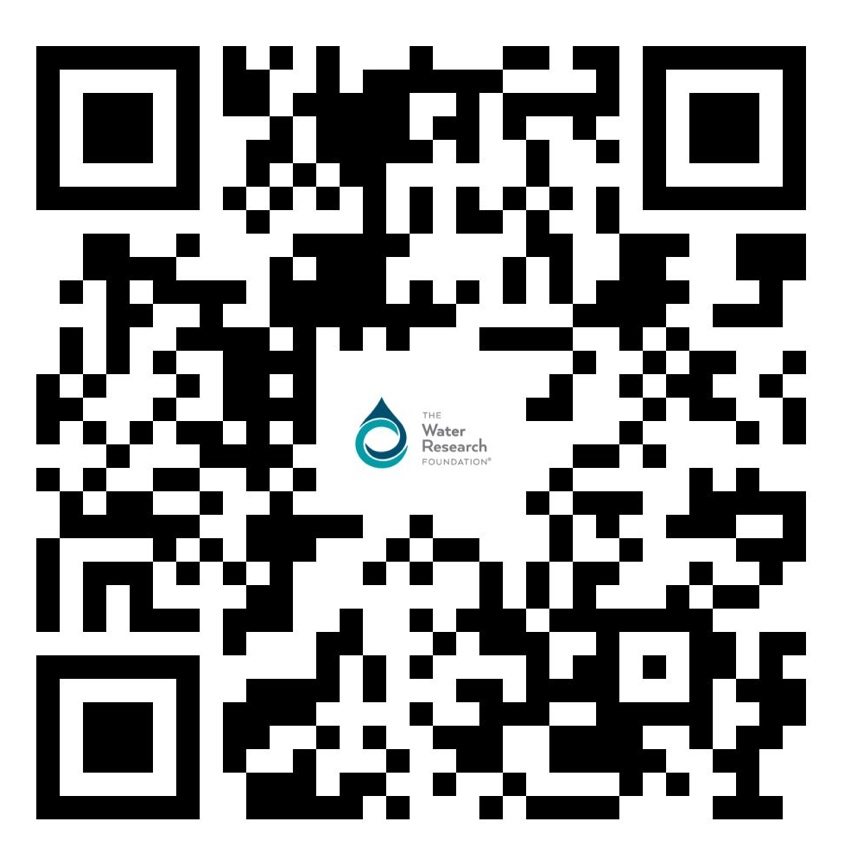 THE
Water
Research
FOUNDATION®